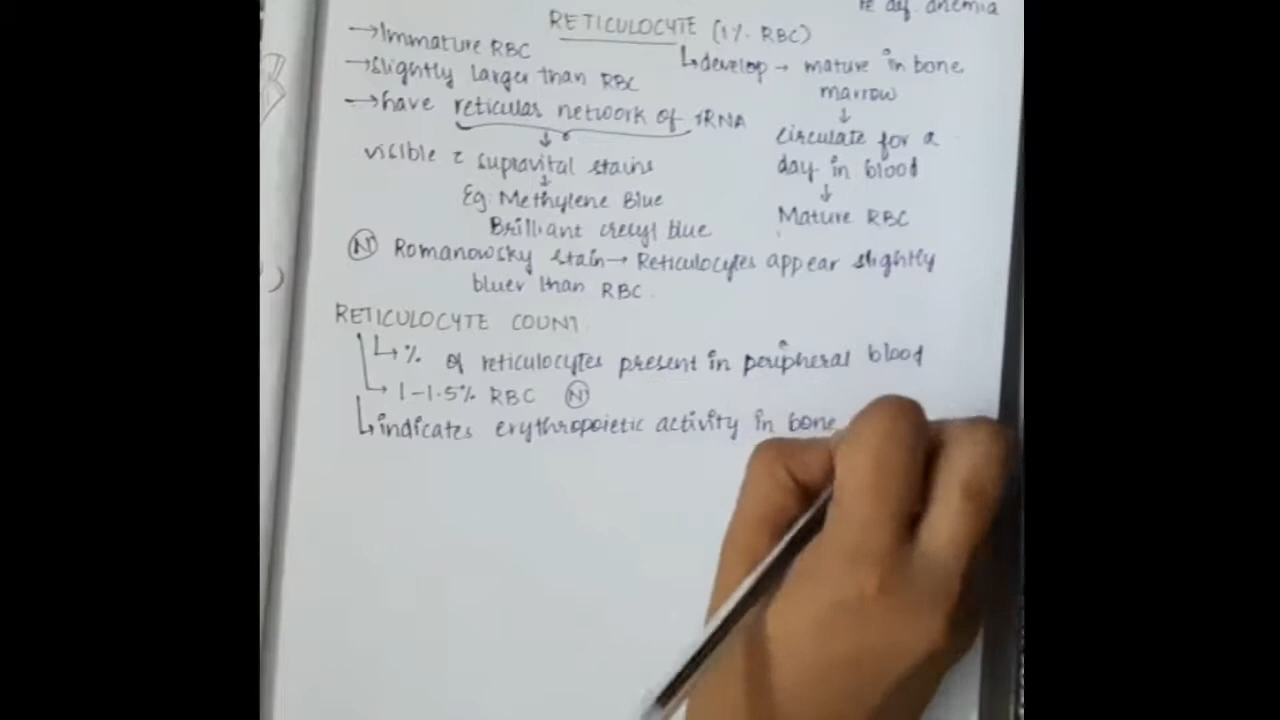 Fe def. anemia
RETICULOCYTE (1% RBC)
→Immature RBC
→slightly larger than RBC
→have reticular network of rRNA
↓
visible c supravital stains
↓
Eg: Methylene Blue
Brilliant cresyl blue
↳develop → mature in bone
marrow
↓
circulate for a
day in blood
↓
Mature RBC
(N) Romanowsky stain→ Reticulocytes appear slightly
bluer than RBC.
RETICULOCYTE COUNT
↳% of reticulocytes present in peripheral blood
↳ 1-1.5% RBC (N)
↳indicates erythropoietic activity in bone